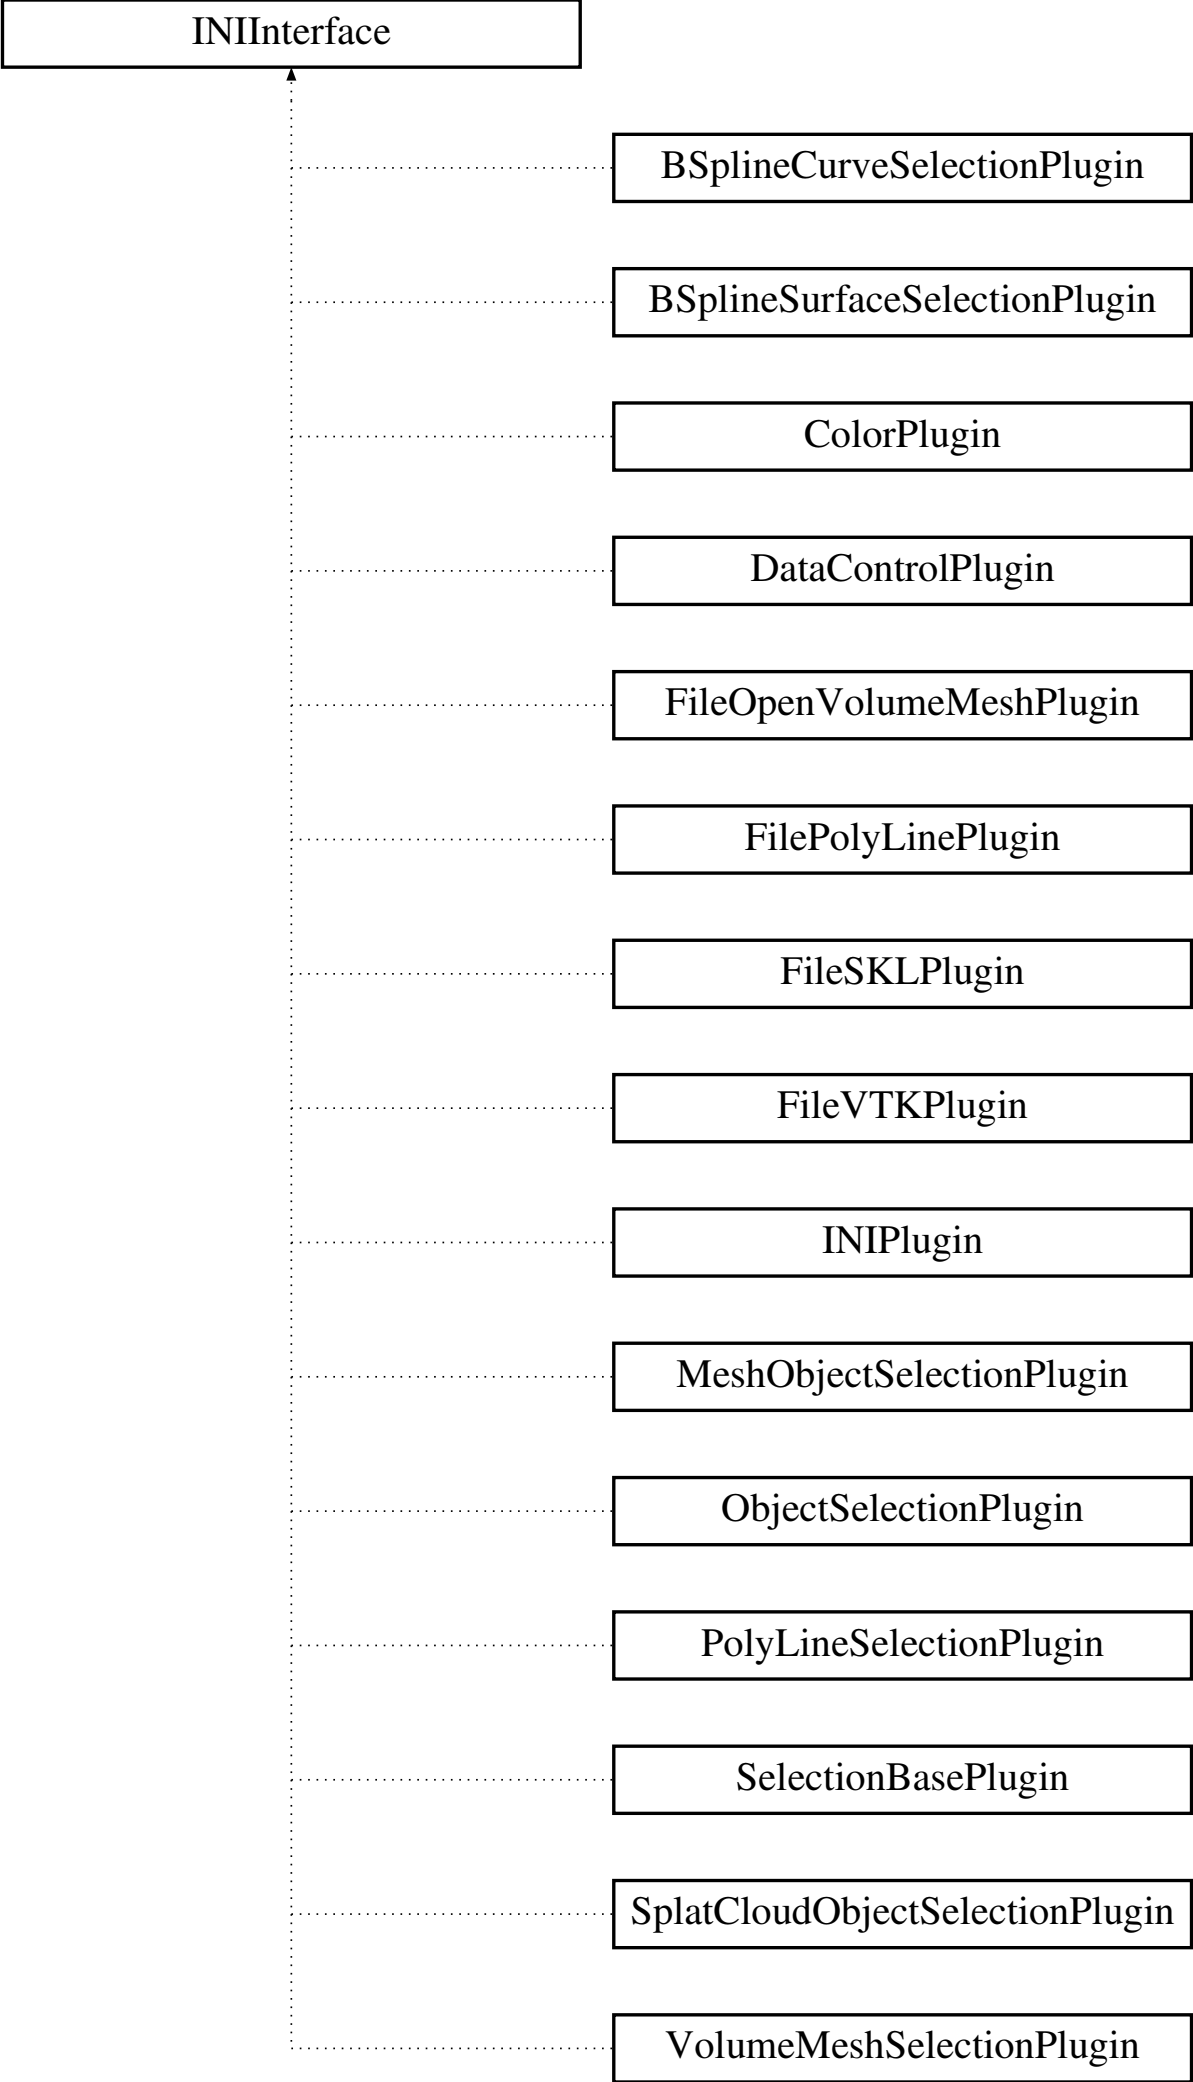 INIInterface
BSplineCurveSelectionPlugin
BSplineSurfaceSelectionPlugin
ColorPlugin
DataControlPlugin
FileOpenVolumeMeshPlugin
FilePolyLinePlugin
FileSKLPlugin
FileVTKPlugin
INIPlugin
MeshObjectSelectionPlugin
ObjectSelectionPlugin
PolyLineSelectionPlugin
SelectionBasePlugin
SplatCloudObjectSelectionPlugin
VolumeMeshSelectionPlugin